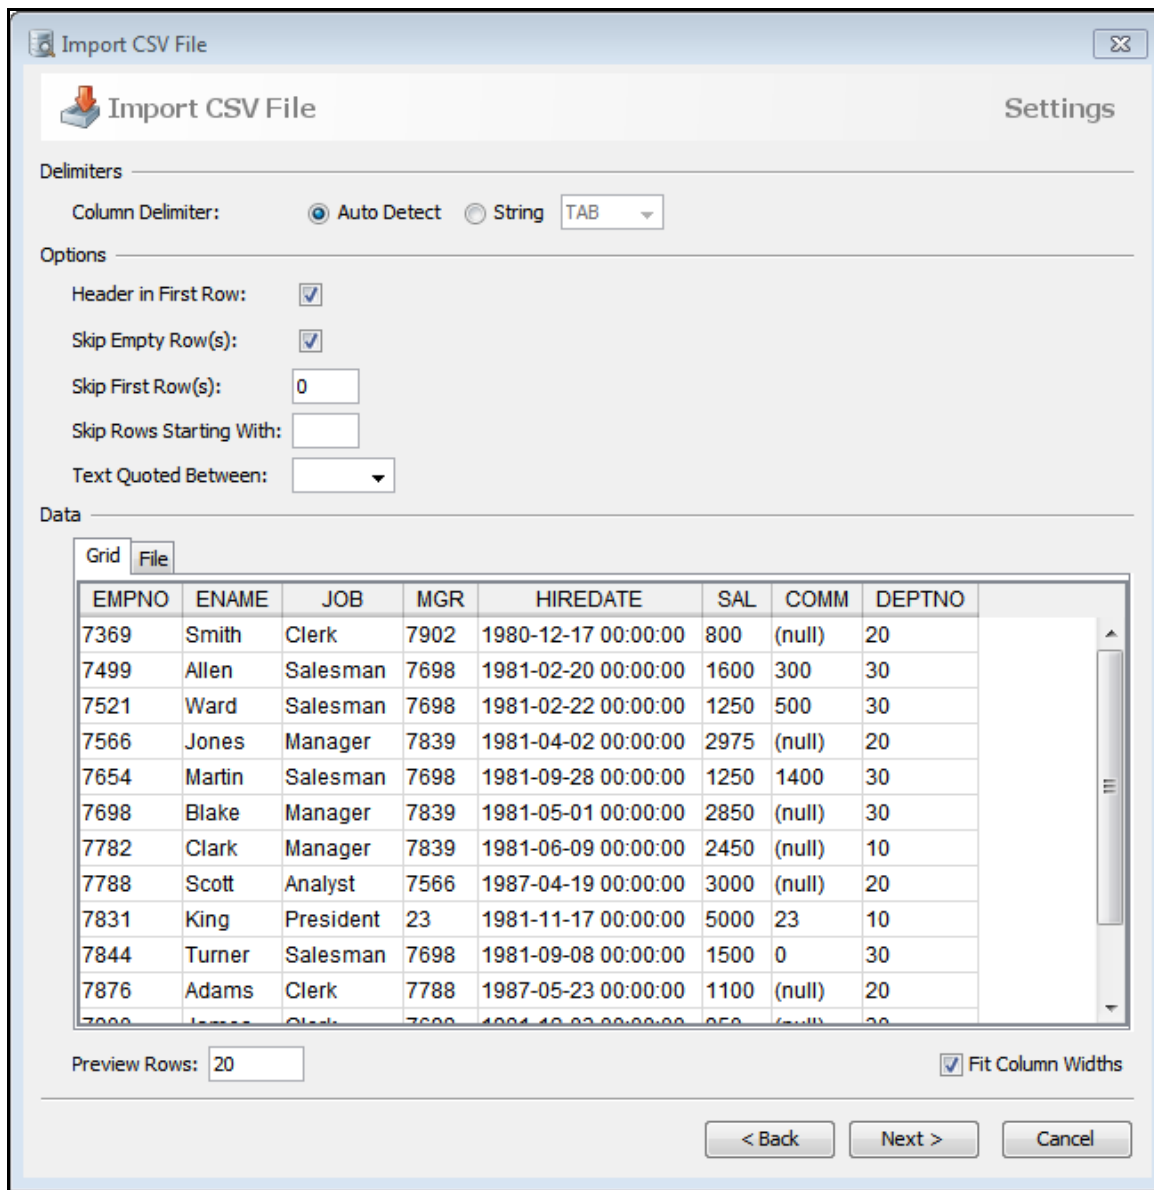 Import CSV File
Import CSV File Settings
Delimiters
Column Delimiter: Auto Detect String TAB
Options
Header in First Row:
Skip Empty Row(s):
Skip First Row(s): 0
Skip Rows Starting With:
Text Quoted Between:
Data
Grid File
EMPNO ENAME JOB MGR HIREDATE SAL COMM DEPTNO
7369 Smith Clerk 7902 1980-12-17 00:00:00 800 (null) 20
7499 Allen Salesman 7698 1981-02-20 00:00:00 1600 300 30
7521 Ward Salesman 7698 1981-02-22 00:00:00 1250 500 30
7566 Jones Manager 7839 1981-04-02 00:00:00 2975 (null) 20
7654 Martin Salesman 7698 1981-09-28 00:00:00 1250 1400 30
7698 Blake Manager 7839 1981-05-01 00:00:00 2850 (null) 30
7782 Clark Manager 7839 1981-06-09 00:00:00 2450 (null) 10
7788 Scott Analyst 7566 1987-04-19 00:00:00 3000 (null) 20
7831 King President 23 1981-11-17 00:00:00 5000 23 10
7844 Turner Salesman 7698 1981-09-08 00:00:00 1500 0 30
7876 Adams Clerk 7788 1987-05-23 00:00:00 1100 (null) 20
Preview Rows: 20 Fit Column Widths
< Back Next > Cancel